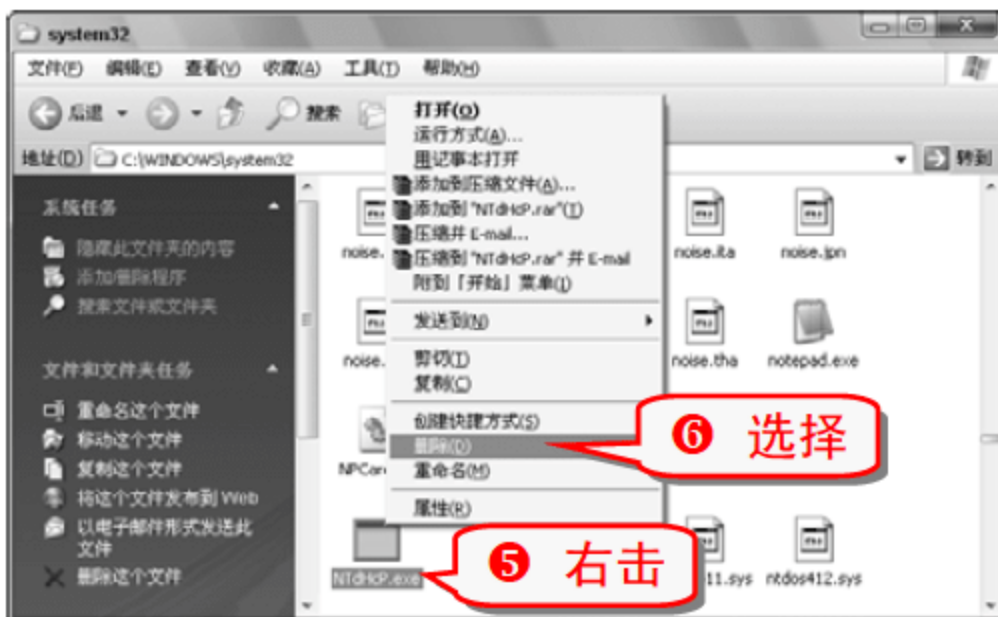 system32
文件(F) 编辑(E) 查看(V) 收藏(A) 工具(T) 帮助(H)
后退 搜索
地址(D) C:\WINDOWS\system32 转到
系统任务
隐藏此文件夹的内容
添加/删除程序
搜索文件或文件夹
文件和文件夹任务
重命名这个文件
移动这个文件
复制这个文件
将这个文件发布到 Web
以电子邮件形式发送此
文件
删除这个文件
打开(O)
运行方式(A)...
用记事本打开
添加到压缩文件(A)...
添加到 "NTdHcP.rar"(T)
压缩并 E-mail...
压缩到 "NTdHcP.rar" 并 E-mail
附到「开始」菜单(I)
发送到(N)
剪切(T)
复制(C)
创建快捷方式(S)
删除(D)
重命名(M)
属性(R)
noise. noise.ita noise.jpn
noise. noise.tha notepad.exe
NPCor
NTdHcP.exe 11.sys ntdos412.sys
❻ 选择
❺ 右击